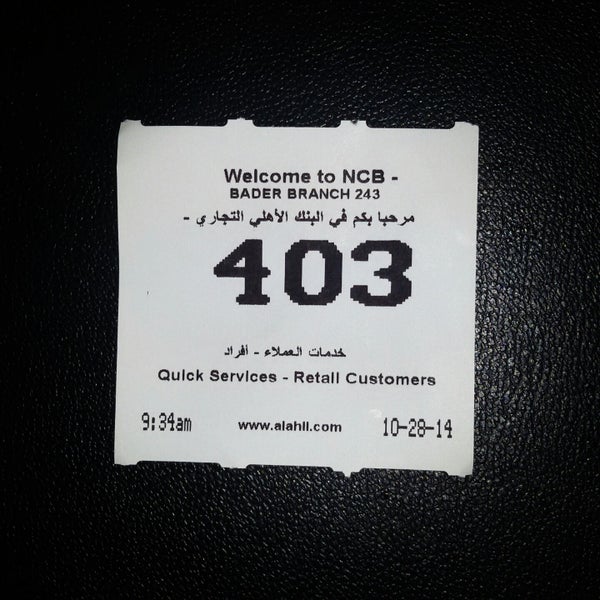 Welcome to NCB -
BADER BRANCH 243
مرحبا بكم في البنك الأهلي التجاري -
403
خدمات العملاء - أفراد
Quick Services - Retail Customers
9:34am www.alahli.com 10-28-14